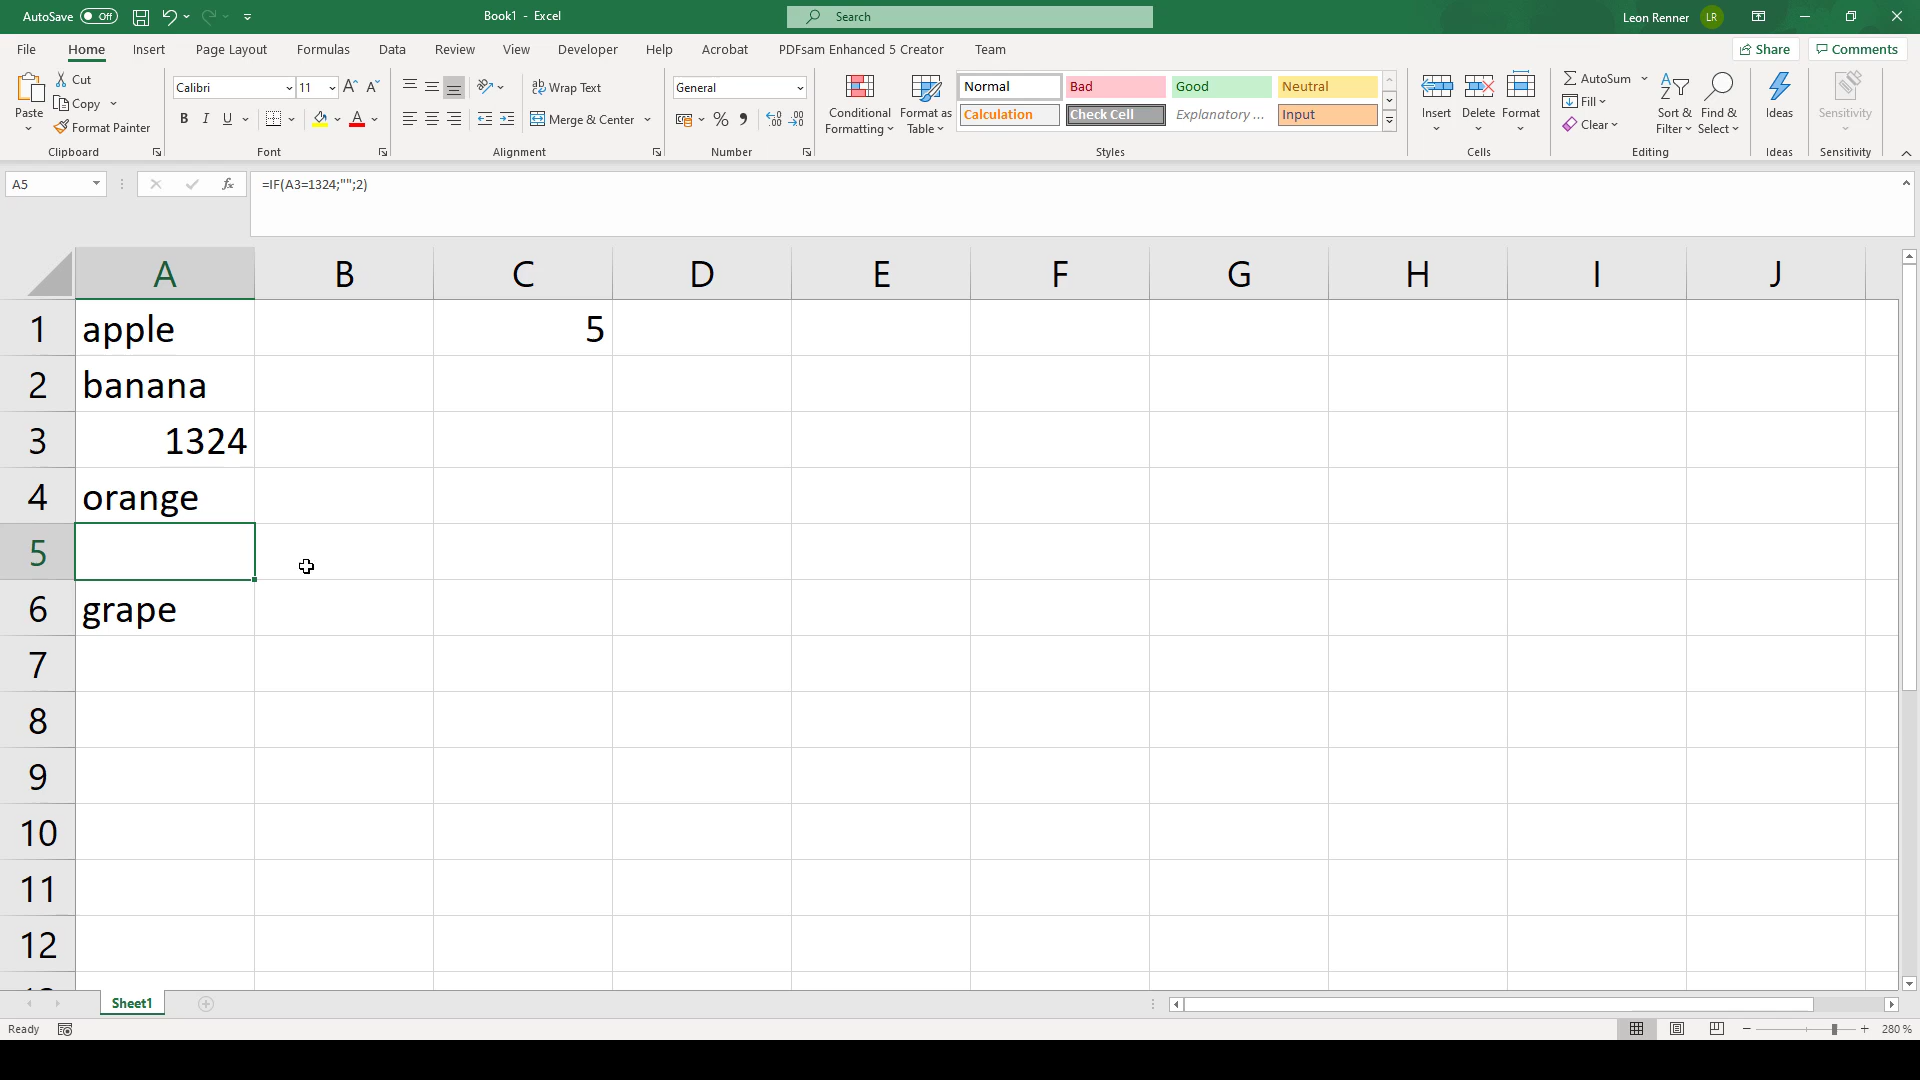 AutoSave Off
Book1 - Excel
Search
Leon Renner LR
File Home Insert Page Layout Formulas Data Review View Developer Help Acrobat PDFsam Enhanced 5 Creator Team Share Comments
Paste
Cut
Copy
Format Painter
Clipboard
Calibri 11
B I U
A A
Font
Wrap Text
Merge & Center
Alignment
General
%
Number
Conditional Formatting
Format as Table
Normal Bad Good Neutral
Calculation Check Cell Explanatory ... Input
Styles
Insert Delete Format
Cells
AutoSum
Fill
Clear
Sort & Filter
Find & Select
Editing
Ideas
Ideas
Sensitivity
Sensitivity
A5 fx =IF(A3=1324;"";2)
A B C D E F G H I J
1 apple 5
2 banana
3 1324
4 orange
5
6 grape
7
8
9
10
11
12
Sheet1
Ready
280 %